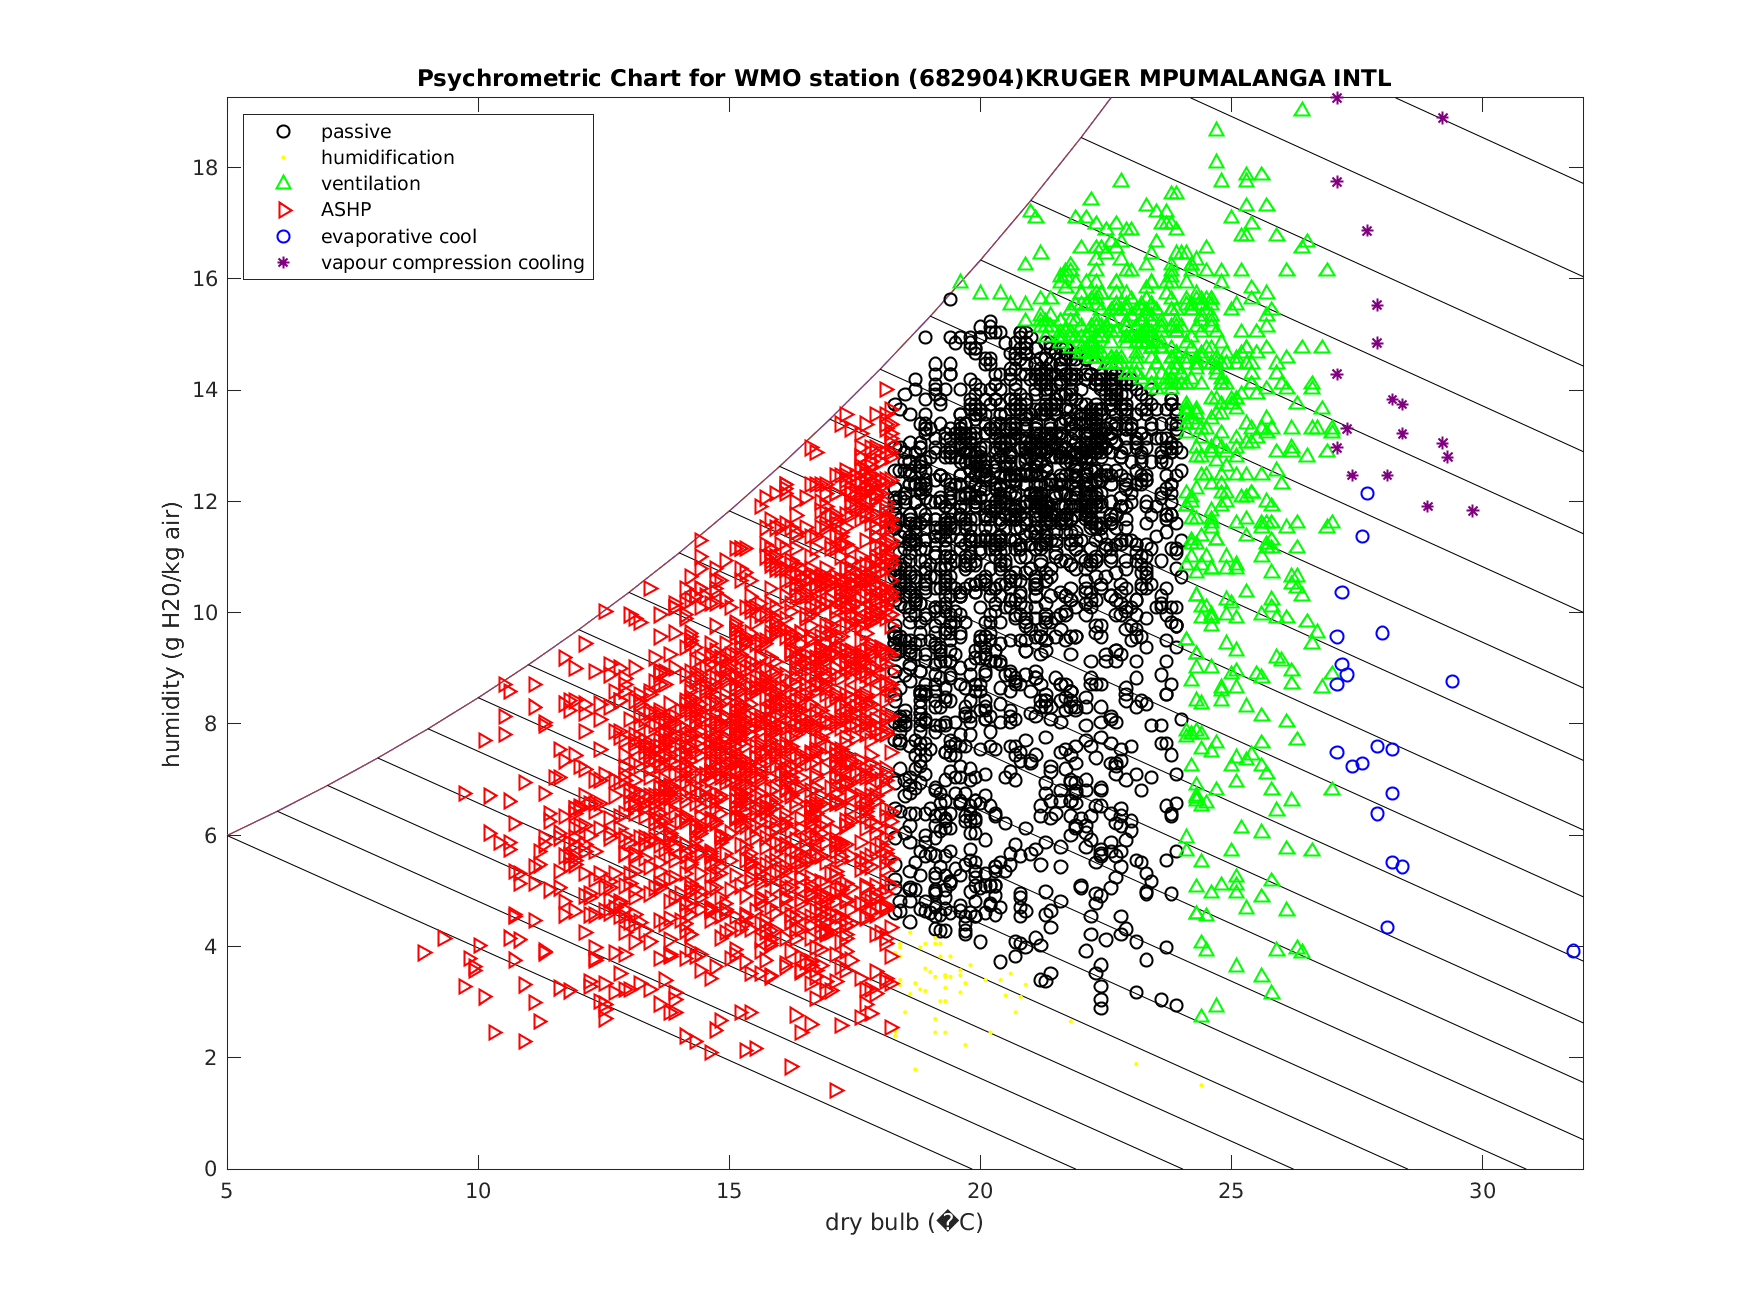 Psychrometric Chart for WMO station (682904)KRUGER MPUMALANGA INTL
passive
humidification
ventilation
ASHP
evaporative cool
vapour compression cooling
humidity (g H20/kg air)
18
16
14
12
10
8
6
4
2
0
5 10 15 20 25 30
dry bulb (�C)